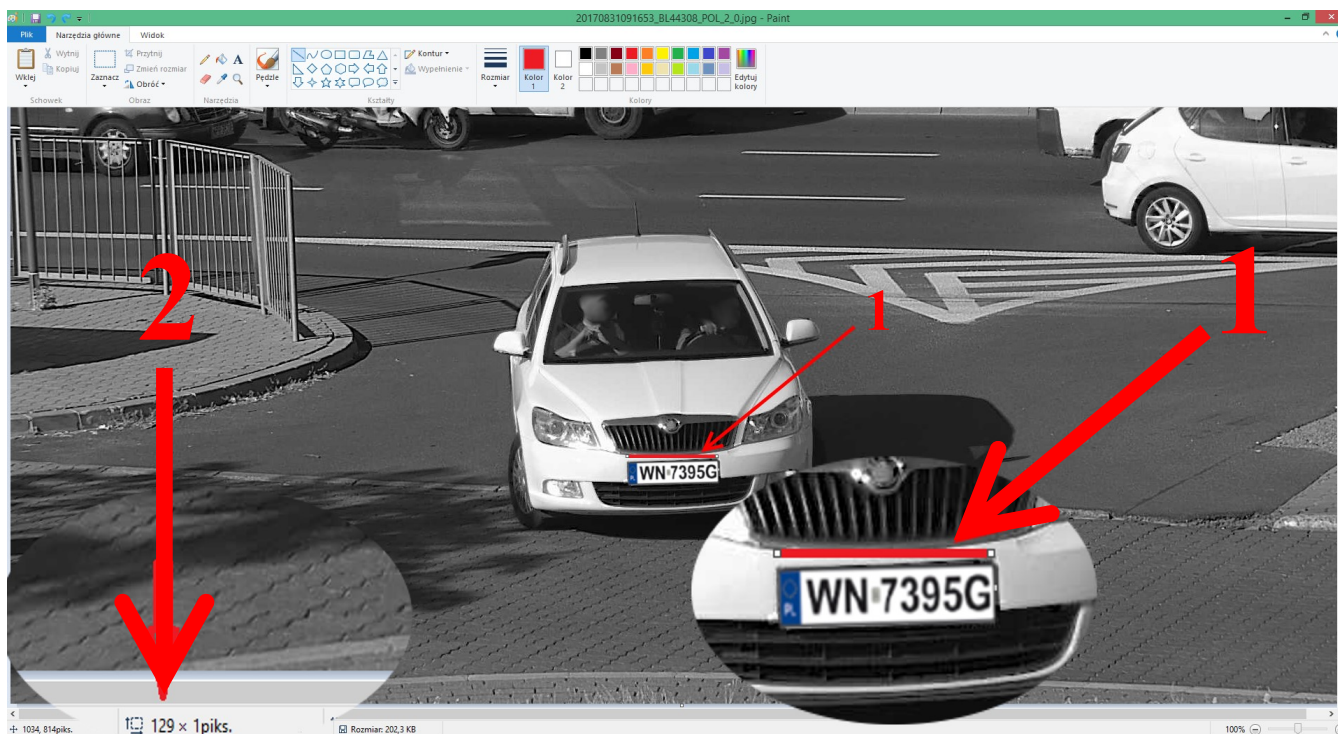 20170831091653_BL44308_POL_2_0.jpg - Paint
Plik Narzędzia główne Widok
Wklej
Wytnij
Kopiuj
Schowek
Zaznacz
Przytnij
Zmień rozmiar
Obróć
Obraz
A
Narzędzia
Pędzle
Kształty
Kontur
Wypełnienie
Rozmiar
Kolor 1
Kolor 2
Edytuj kolory
Kolory
2
1
1
WN 7395G
PL WN 7395G
1034, 814piks.
129 × 1piks.
Rozmiar: 202,3 KB
100%